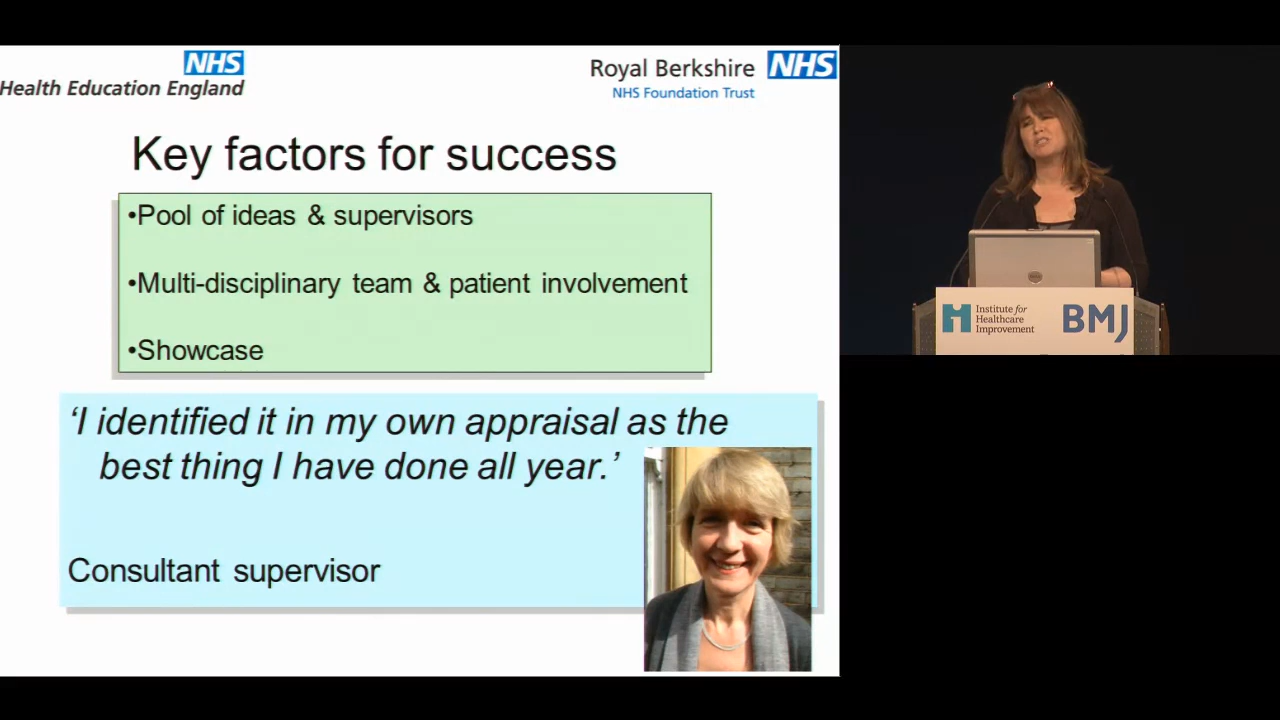 NHS
Health Education England
Royal Berkshire NHS
NHS Foundation Trust
Key factors for success
•Pool of ideas & supervisors
•Multi-disciplinary team & patient involvement
•Showcase
‘I identified it in my own appraisal as the
best thing I have done all year.’
Consultant supervisor
Institute for
Healthcare
Improvement
BMJ